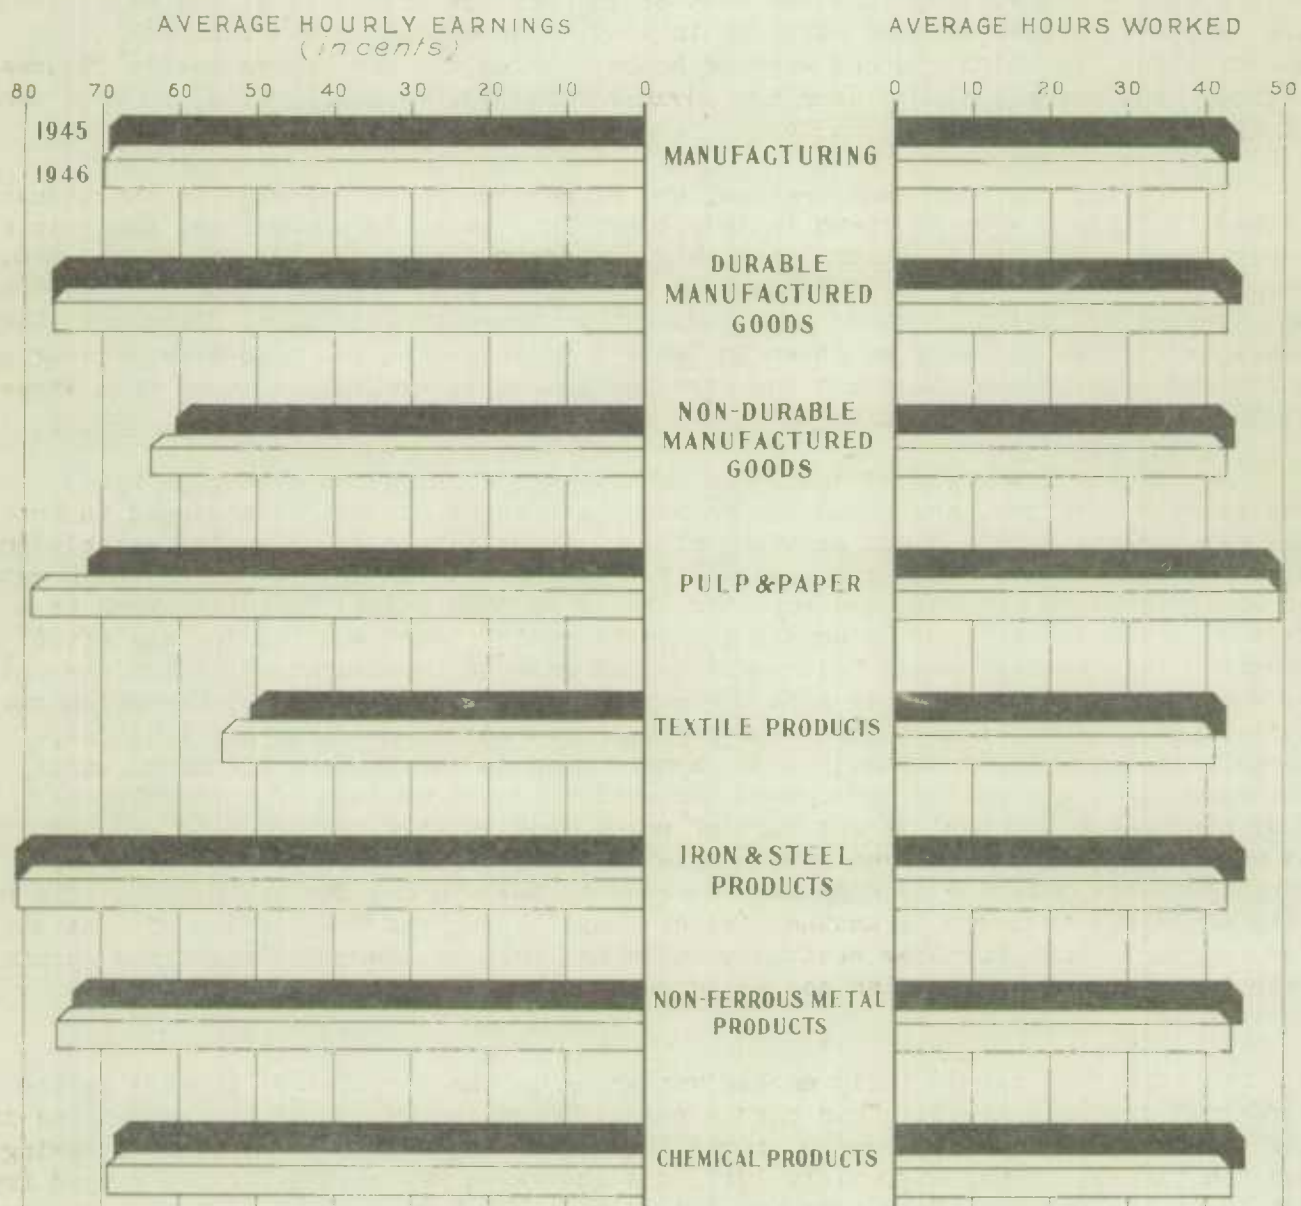 AVERAGE HOURLY EARNINGS
(in cents)
AVERAGE HOURS WORKED
80 70 60 50 40 30 20 10 0
0 10 20 30 40 50
1945
1946
MANUFACTURING
DURABLE
MANUFACTURED
GOODS
NON-DURABLE
MANUFACTURED
GOODS
PULP & PAPER
TEXTILE PRODUCTS
IRON & STEEL
PRODUCTS
NON-FERROUS METAL
PRODUCTS
CHEMICAL PRODUCTS